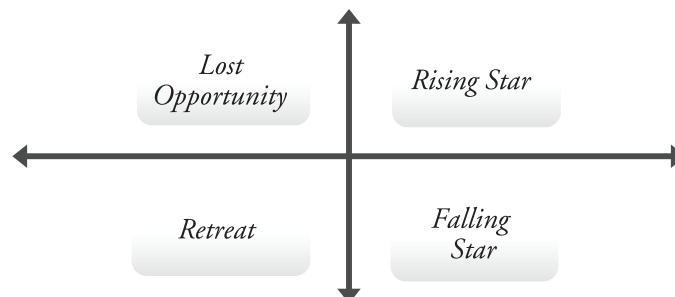 Lost
Opportunity
Rising Star
Retreat
Falling
Star